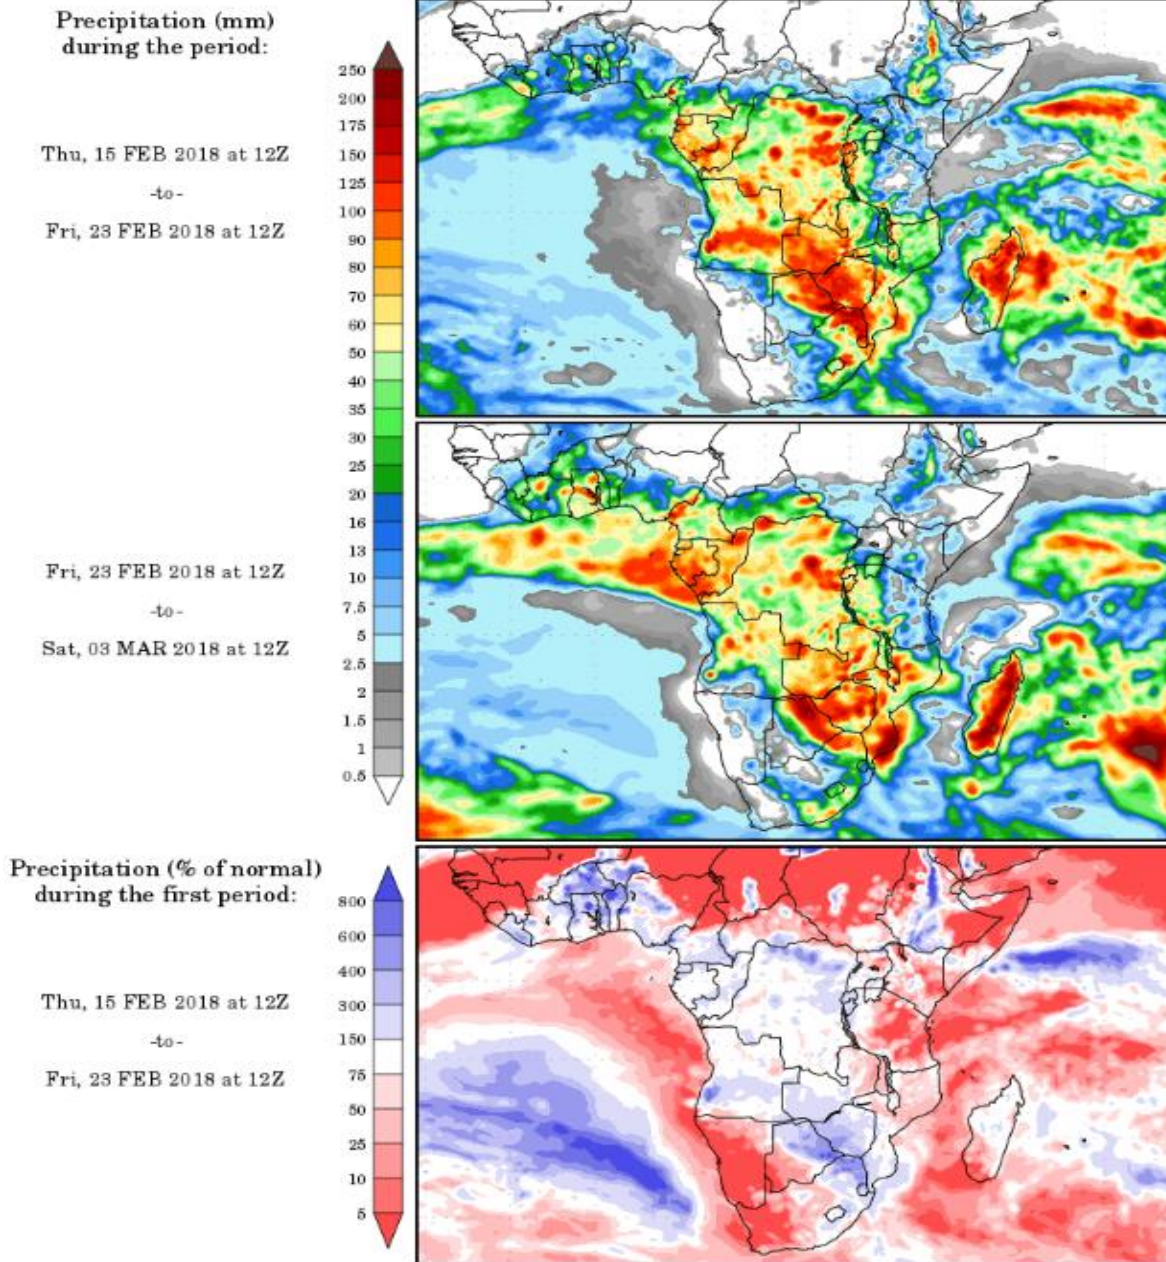 Precipitation (mm)
during the period:
Thu, 15 FEB 2018 at 12Z
-to-
Fri, 23 FEB 2018 at 12Z
Fri, 23 FEB 2018 at 12Z
-to-
Sat, 03 MAR 2018 at 12Z
250
200
175
150
125
100
90
80
70
60
50
40
35
30
25
20
16
13
10
7.5
5
2.5
2
1.5
1
0.5
Precipitation (% of normal)
during the first period:
Thu, 15 FEB 2018 at 12Z
-to-
Fri, 23 FEB 2018 at 12Z
800
600
400
300
150
75
50
25
10
5